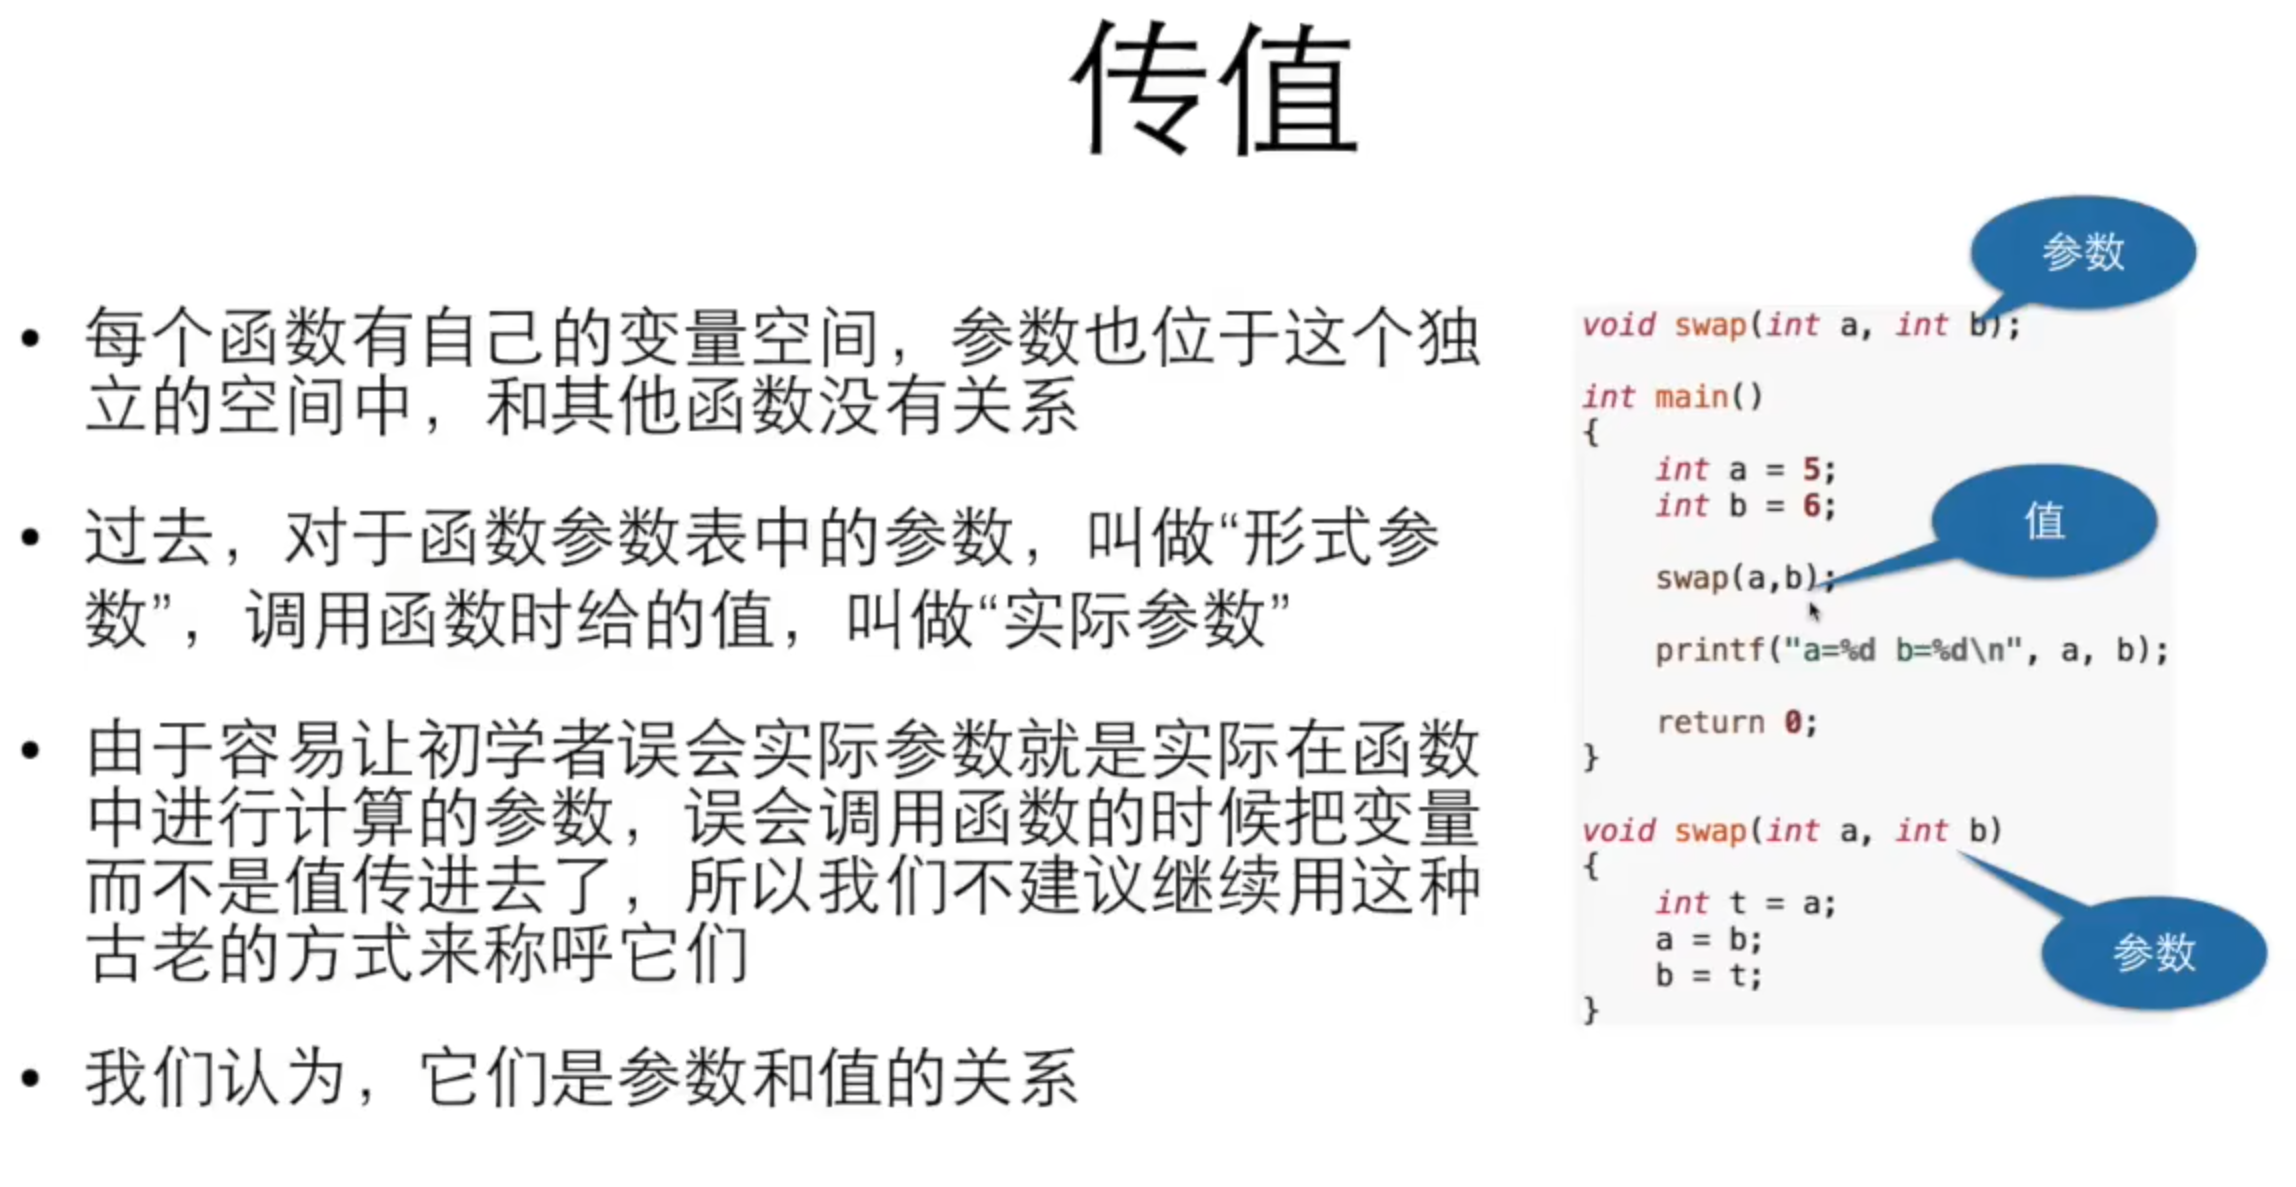 传值
• 每个函数有自己的变量空间，参数也位于这个独
立的空间中，和其他函数没有关系
• 过去，对于函数参数表中的参数，叫做“形式参
数”，调用函数时给的值，叫做“实际参数”
• 由于容易让初学者误会实际参数就是实际在函数
中进行计算的参数，误会调用函数的时候把变量
而不是值传进去了，所以我们不建议继续用这种
古老的方式来称呼它们
• 我们认为，它们是参数和值的关系
参数
void swap(int a, int b);
int main()
{
int a = 5;
int b = 6;
值
swap(a,b);
printf("a=%d b=%d\n", a, b);
return 0;
}
void swap(int a, int b)
{
int t = a;
a = b;
b = t;
}
参数